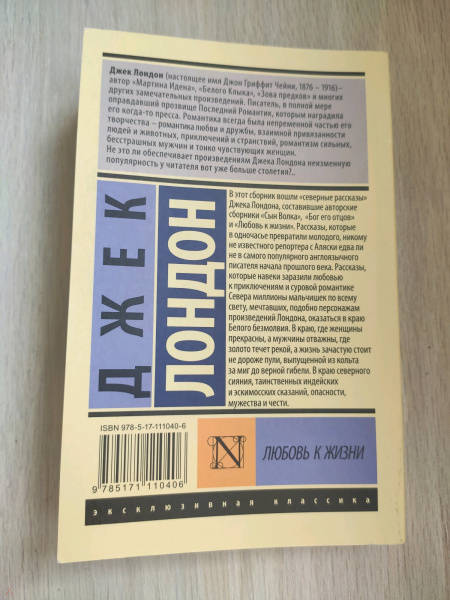 Джек Лондон (настоящее имя Джон Гриффит Чейни, 1876 – 1916)–
автор «Мартина Идена», «Белого Клыка», «Зова предков» и многих
других замечательных произведений. Писатель, в полной мере
оправдавший прозвище Последний Романтик, которым наградила
его когда-то пресса. Романтика всегда была непременной частью его
творчества – романтика любви и дружбы, взаимной привязанности
людей и животных, приключений и странствий, романтизм сильных,
бесстрашных мужчин и тонко чувствующих женщин.
Не это ли обеспечивает произведениям Джека Лондона неизменную
популярность у читателя вот уже больше столетия?..
ДЖЕК
ЛОНДОН
В этот сборник вошли «северные рассказы»
Джека Лондона, составившие авторские
сборники «Сын Волка», «Бог его отцов»
и «Любовь к жизни». Рассказы, которые
в одночасье превратили молодого, никому
не известного репортера с Аляски едва ли
не в самого популярного англоязычного
писателя начала прошлого века. Рассказы,
которые навеки заразили любовью
к приключениям и суровой романтике
Севера миллионы мальчишек по всему
свету, мечтавших, подобно персонажам
произведений Лондона, оказаться в краю
Белого безмолвия. В краю, где женщины
прекрасны, а мужчины отважны, где
золото течет рекой, а жизнь зачастую стоит
не дороже пули, выпущенной из кольта
за миг до верной гибели. В краю северного
сияния, таинственных индейских
и эскимосских сказаний, опасности,
мужества и чести.
ISBN 978-5-17-111040-6
9 785171 110406
N
ЛЮБОВЬ К ЖИЗНИ
эксклюзивная классика